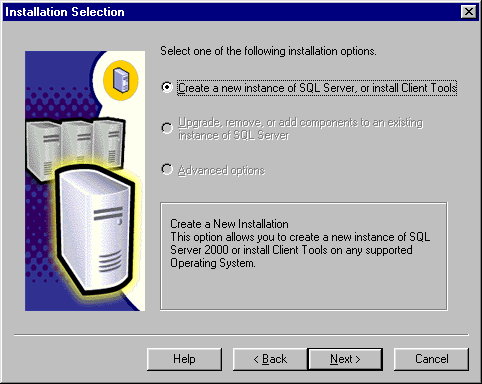 Installation Selection
Select one of the following installation options.
Create a new instance of SQL Server, or install Client Tools
Upgrade, remove, or add components to an existing
instance of SQL Server
Advanced options
Create a New Installation
This option allows you to create a new instance of SQL
Server 2000 or install Client Tools on any supported
Operating System.
Help
< Back
Next >
Cancel